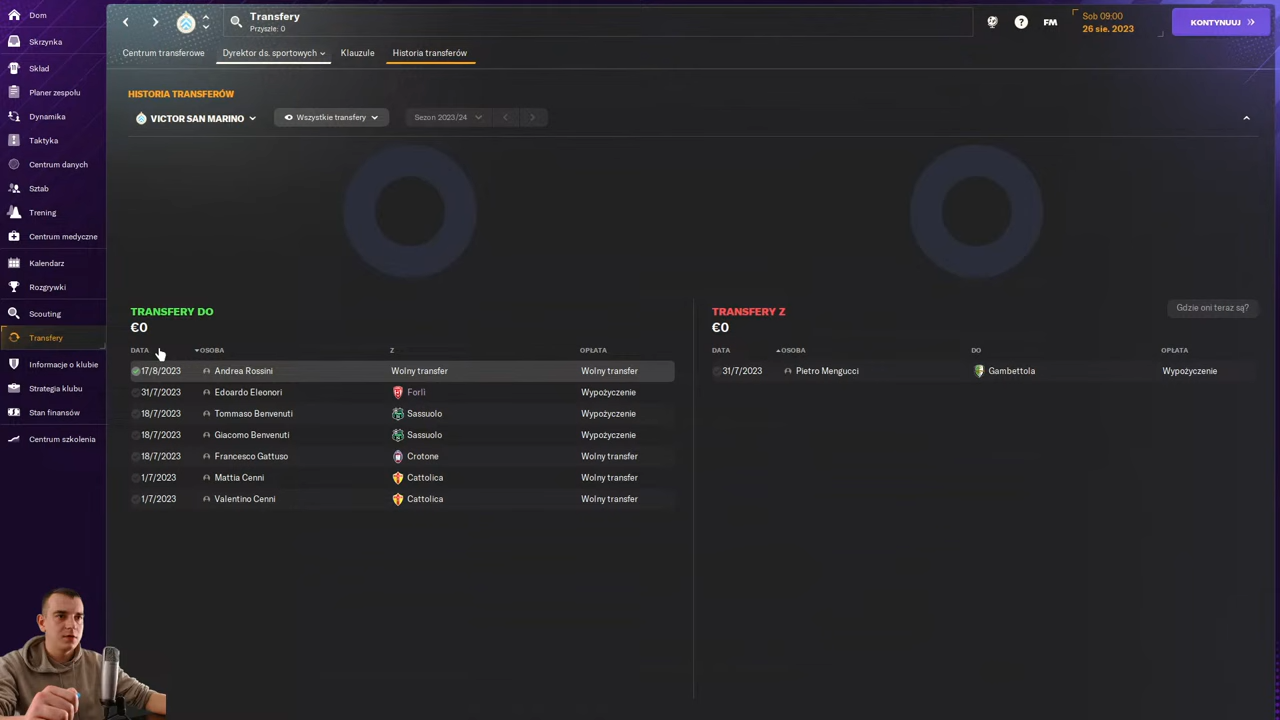 Dom
Skrzynka
Skład
Planer zespołu
Dynamika
Taktyka
Centrum danych
Sztab
Trening
Centrum medyczne
Kalendarz
Rozgrywki
Scouting
Transfery
Informacje o klubie
Strategia klubu
Stan finansów
Centrum szkolenia
Transfery
Przyszłe: 0
FM
Sob 09:00
26 sie. 2023
KONTYNUUJ
Centrum transferowe Dyrektor ds. sportowych Klauzule Historia transferów
HISTORIA TRANSFERÓW
VICTOR SAN MARINO Wszystkie transfery Sezon 2023/24
TRANSFERY DO
€0
DATA OSOBA Z OPŁATA
17/8/2023 Andrea Rossini Wolny transfer Wolny transfer
31/7/2023 Edoardo Eleonori Forlì Wypożyczenie
18/7/2023 Tommaso Benvenuti Sassuolo Wypożyczenie
18/7/2023 Giacomo Benvenuti Sassuolo Wypożyczenie
18/7/2023 Francesco Gattuso Crotone Wolny transfer
1/7/2023 Mattia Cenni Cattolica Wolny transfer
1/7/2023 Valentino Cenni Cattolica Wolny transfer
TRANSFERY Z
€0
Gdzie oni teraz są?
DATA OSOBA DO OPŁATA
31/7/2023 Pietro Mengucci Gambettola Wypożyczenie